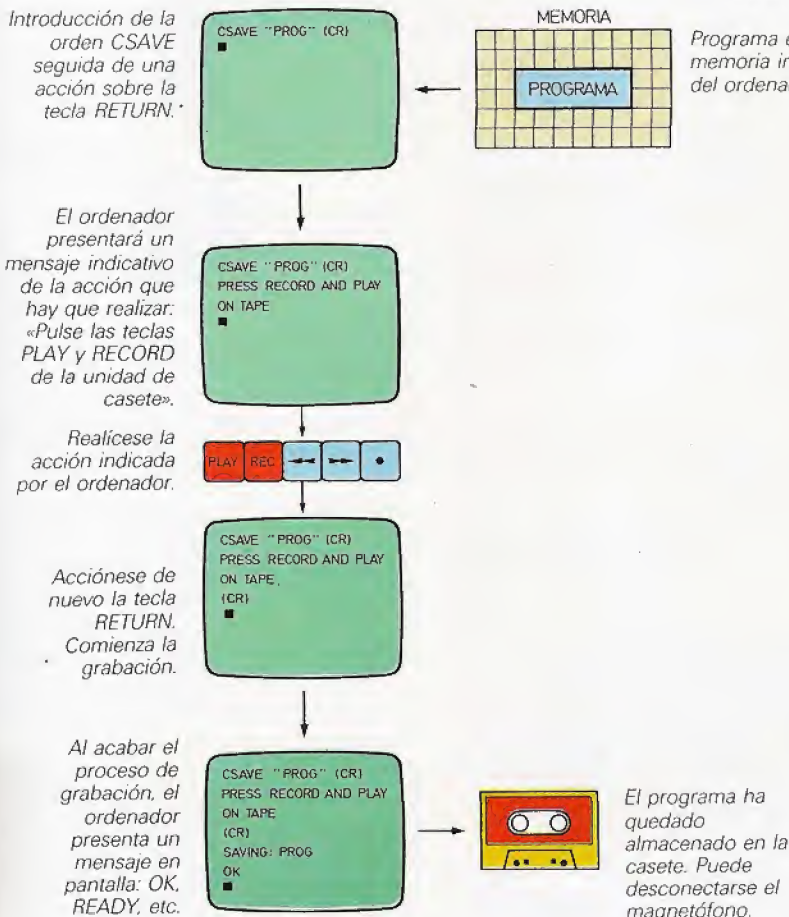 Introducción de la
orden CSAVE
seguida de una
acción sobre la
tecla RETURN.
CSAVE "PROG" (CR)
MEMORIA
PROGRAMA
Programa
memoria
del
El ordenador
presentará un
mensaje indicativo
de la acción que
hay que realizar:
«Pulse las teclas
PLAY y RECORD
de la unidad de
casete».
CSAVE "PROG" (CR)
PRESS RECORD AND PLAY
ON TAPE
Realícese la
acción indicada
por el ordenador.
PLAY REC
Acciónese de
nuevo la tecla
RETURN.
Comienza la
grabación.
CSAVE "PROG" (CR)
PRESS RECORD AND PLAY
ON TAPE,
(CR)
Al acabar el
proceso de
grabación, el
ordenador
presenta un
mensaje en
pantalla: OK,
READY, etc.
CSAVE "PROG" (CR)
PRESS RECORD AND PLAY
ON TAPE
(CR)
SAVING: PROG
OK
El programa ha
quedado
almacenado en la
casete. Puede
desconectarse el
magnetófono.